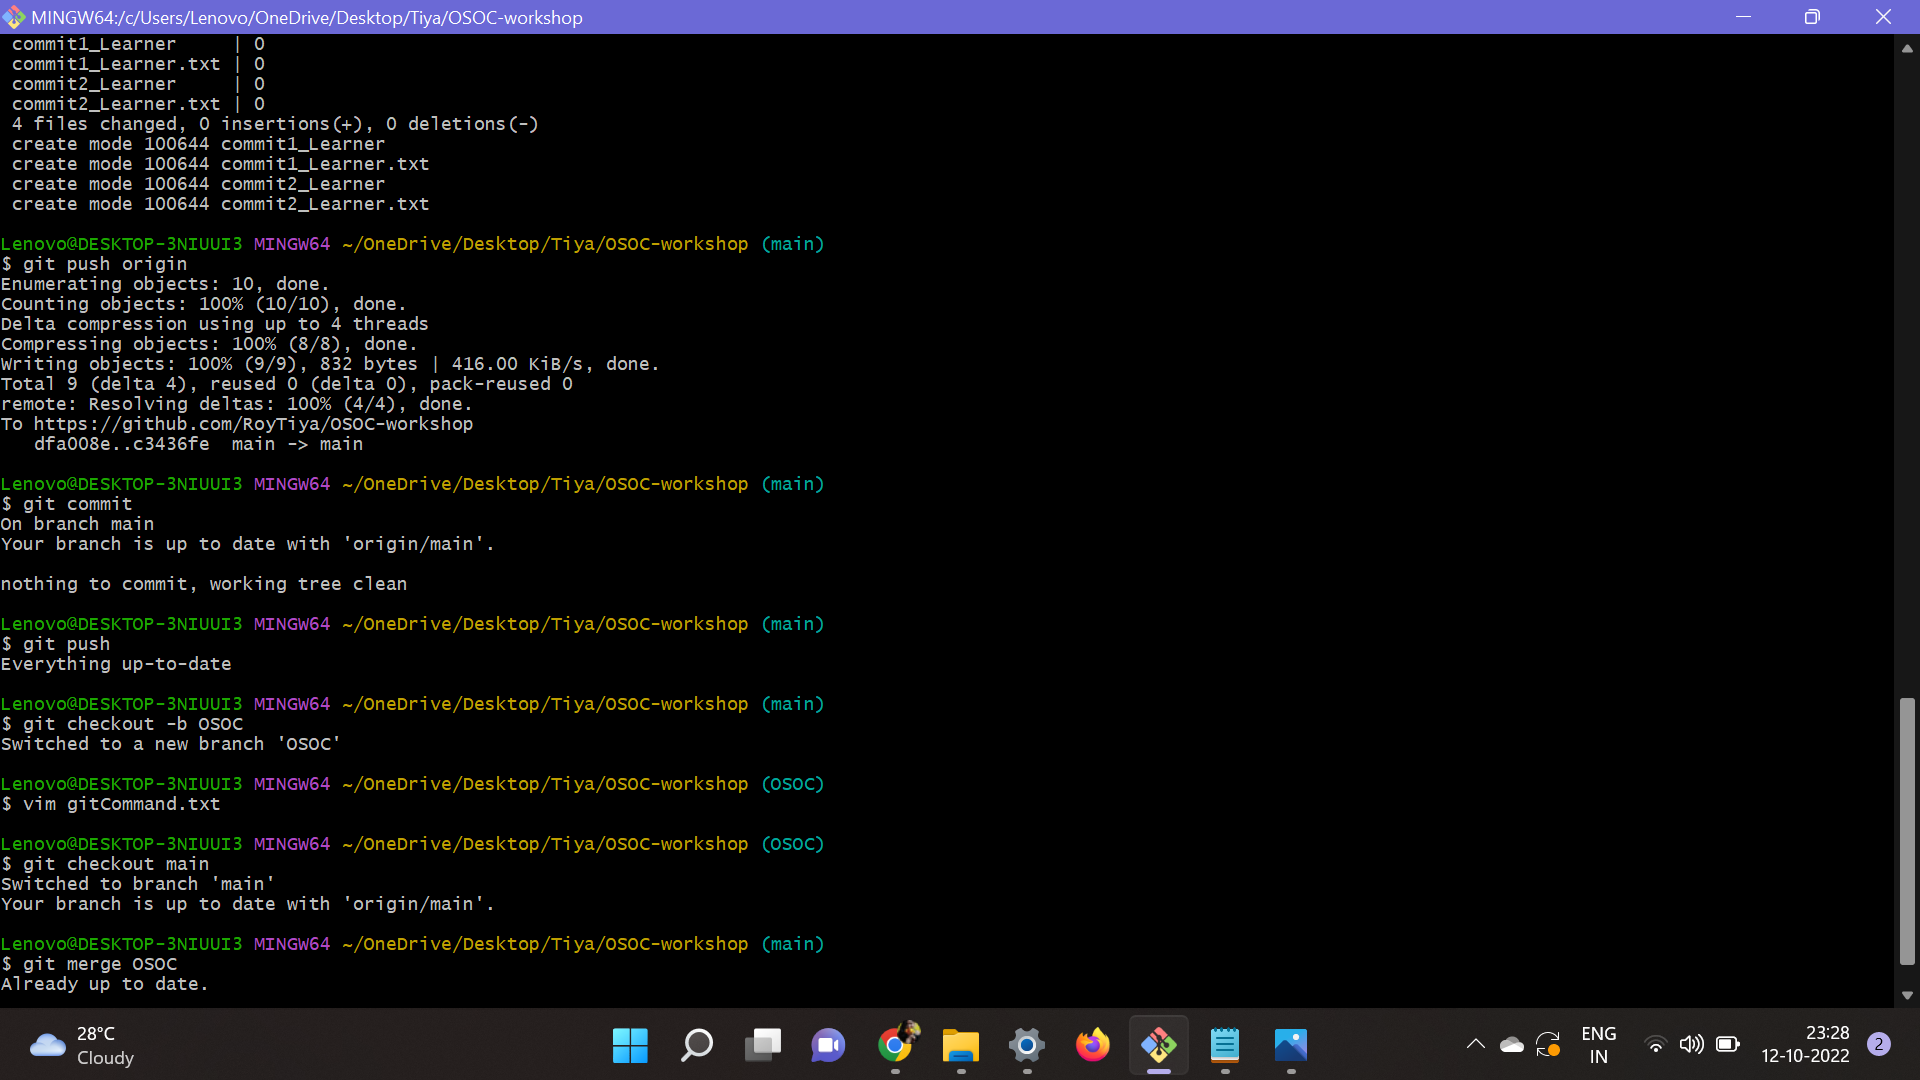 MINGW64:/c/Users/Lenovo/OneDrive/Desktop/Tiya/OSOC-workshop
commit1_Learner     | 0
commit1_Learner.txt | 0
commit2_Learner     | 0
commit2_Learner.txt | 0
4 files changed, 0 insertions(+), 0 deletions(-)
create mode 100644 commit1_Learner
create mode 100644 commit1_Learner.txt
create mode 100644 commit2_Learner
create mode 100644 commit2_Learner.txt
Lenovo@DESKTOP-3NIUUI3 MINGW64 ~/OneDrive/Desktop/Tiya/OSOC-workshop (main)
$ git push origin
Enumerating objects: 10, done.
Counting objects: 100% (10/10), done.
Delta compression using up to 4 threads
Compressing objects: 100% (8/8), done.
Writing objects: 100% (9/9), 832 bytes | 416.00 KiB/s, done.
Total 9 (delta 4), reused 0 (delta 0), pack-reused 0
remote: Resolving deltas: 100% (4/4), done.
To https://github.com/RoyTiya/OSOC-workshop
   dfa008e..c3436fe  main -> main
Lenovo@DESKTOP-3NIUUI3 MINGW64 ~/OneDrive/Desktop/Tiya/OSOC-workshop (main)
$ git commit
On branch main
Your branch is up to date with 'origin/main'.
nothing to commit, working tree clean
Lenovo@DESKTOP-3NIUUI3 MINGW64 ~/OneDrive/Desktop/Tiya/OSOC-workshop (main)
$ git push
Everything up-to-date
Lenovo@DESKTOP-3NIUUI3 MINGW64 ~/OneDrive/Desktop/Tiya/OSOC-workshop (main)
$ git checkout -b OSOC
Switched to a new branch 'OSOC'
Lenovo@DESKTOP-3NIUUI3 MINGW64 ~/OneDrive/Desktop/Tiya/OSOC-workshop (OSOC)
$ vim gitCommand.txt
Lenovo@DESKTOP-3NIUUI3 MINGW64 ~/OneDrive/Desktop/Tiya/OSOC-workshop (OSOC)
$ git checkout main
Switched to branch 'main'
Your branch is up to date with 'origin/main'.
Lenovo@DESKTOP-3NIUUI3 MINGW64 ~/OneDrive/Desktop/Tiya/OSOC-workshop (main)
$ git merge OSOC
Already up to date.
28°C
Cloudy
ENG
IN
23:28
12-10-2022
2